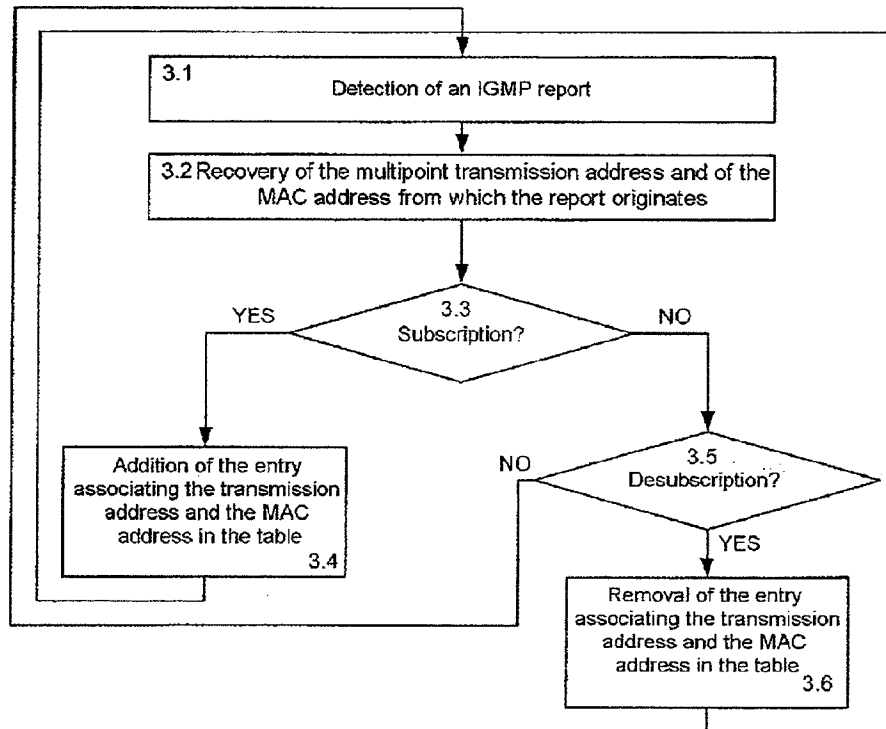 3.1
Detection of an IGMP report
3.2 Recovery of the multipoint transmission address and of the
MAC address from which the report originates
YES
3.3
Subscription?
NO
Addition of the entry
associating the transmission
address and the MAC
address in the table
3.4
NO
3.5
Desubscription?
YES
Removal of the entry
associating the transmission
address and the MAC
address in the table
3.6